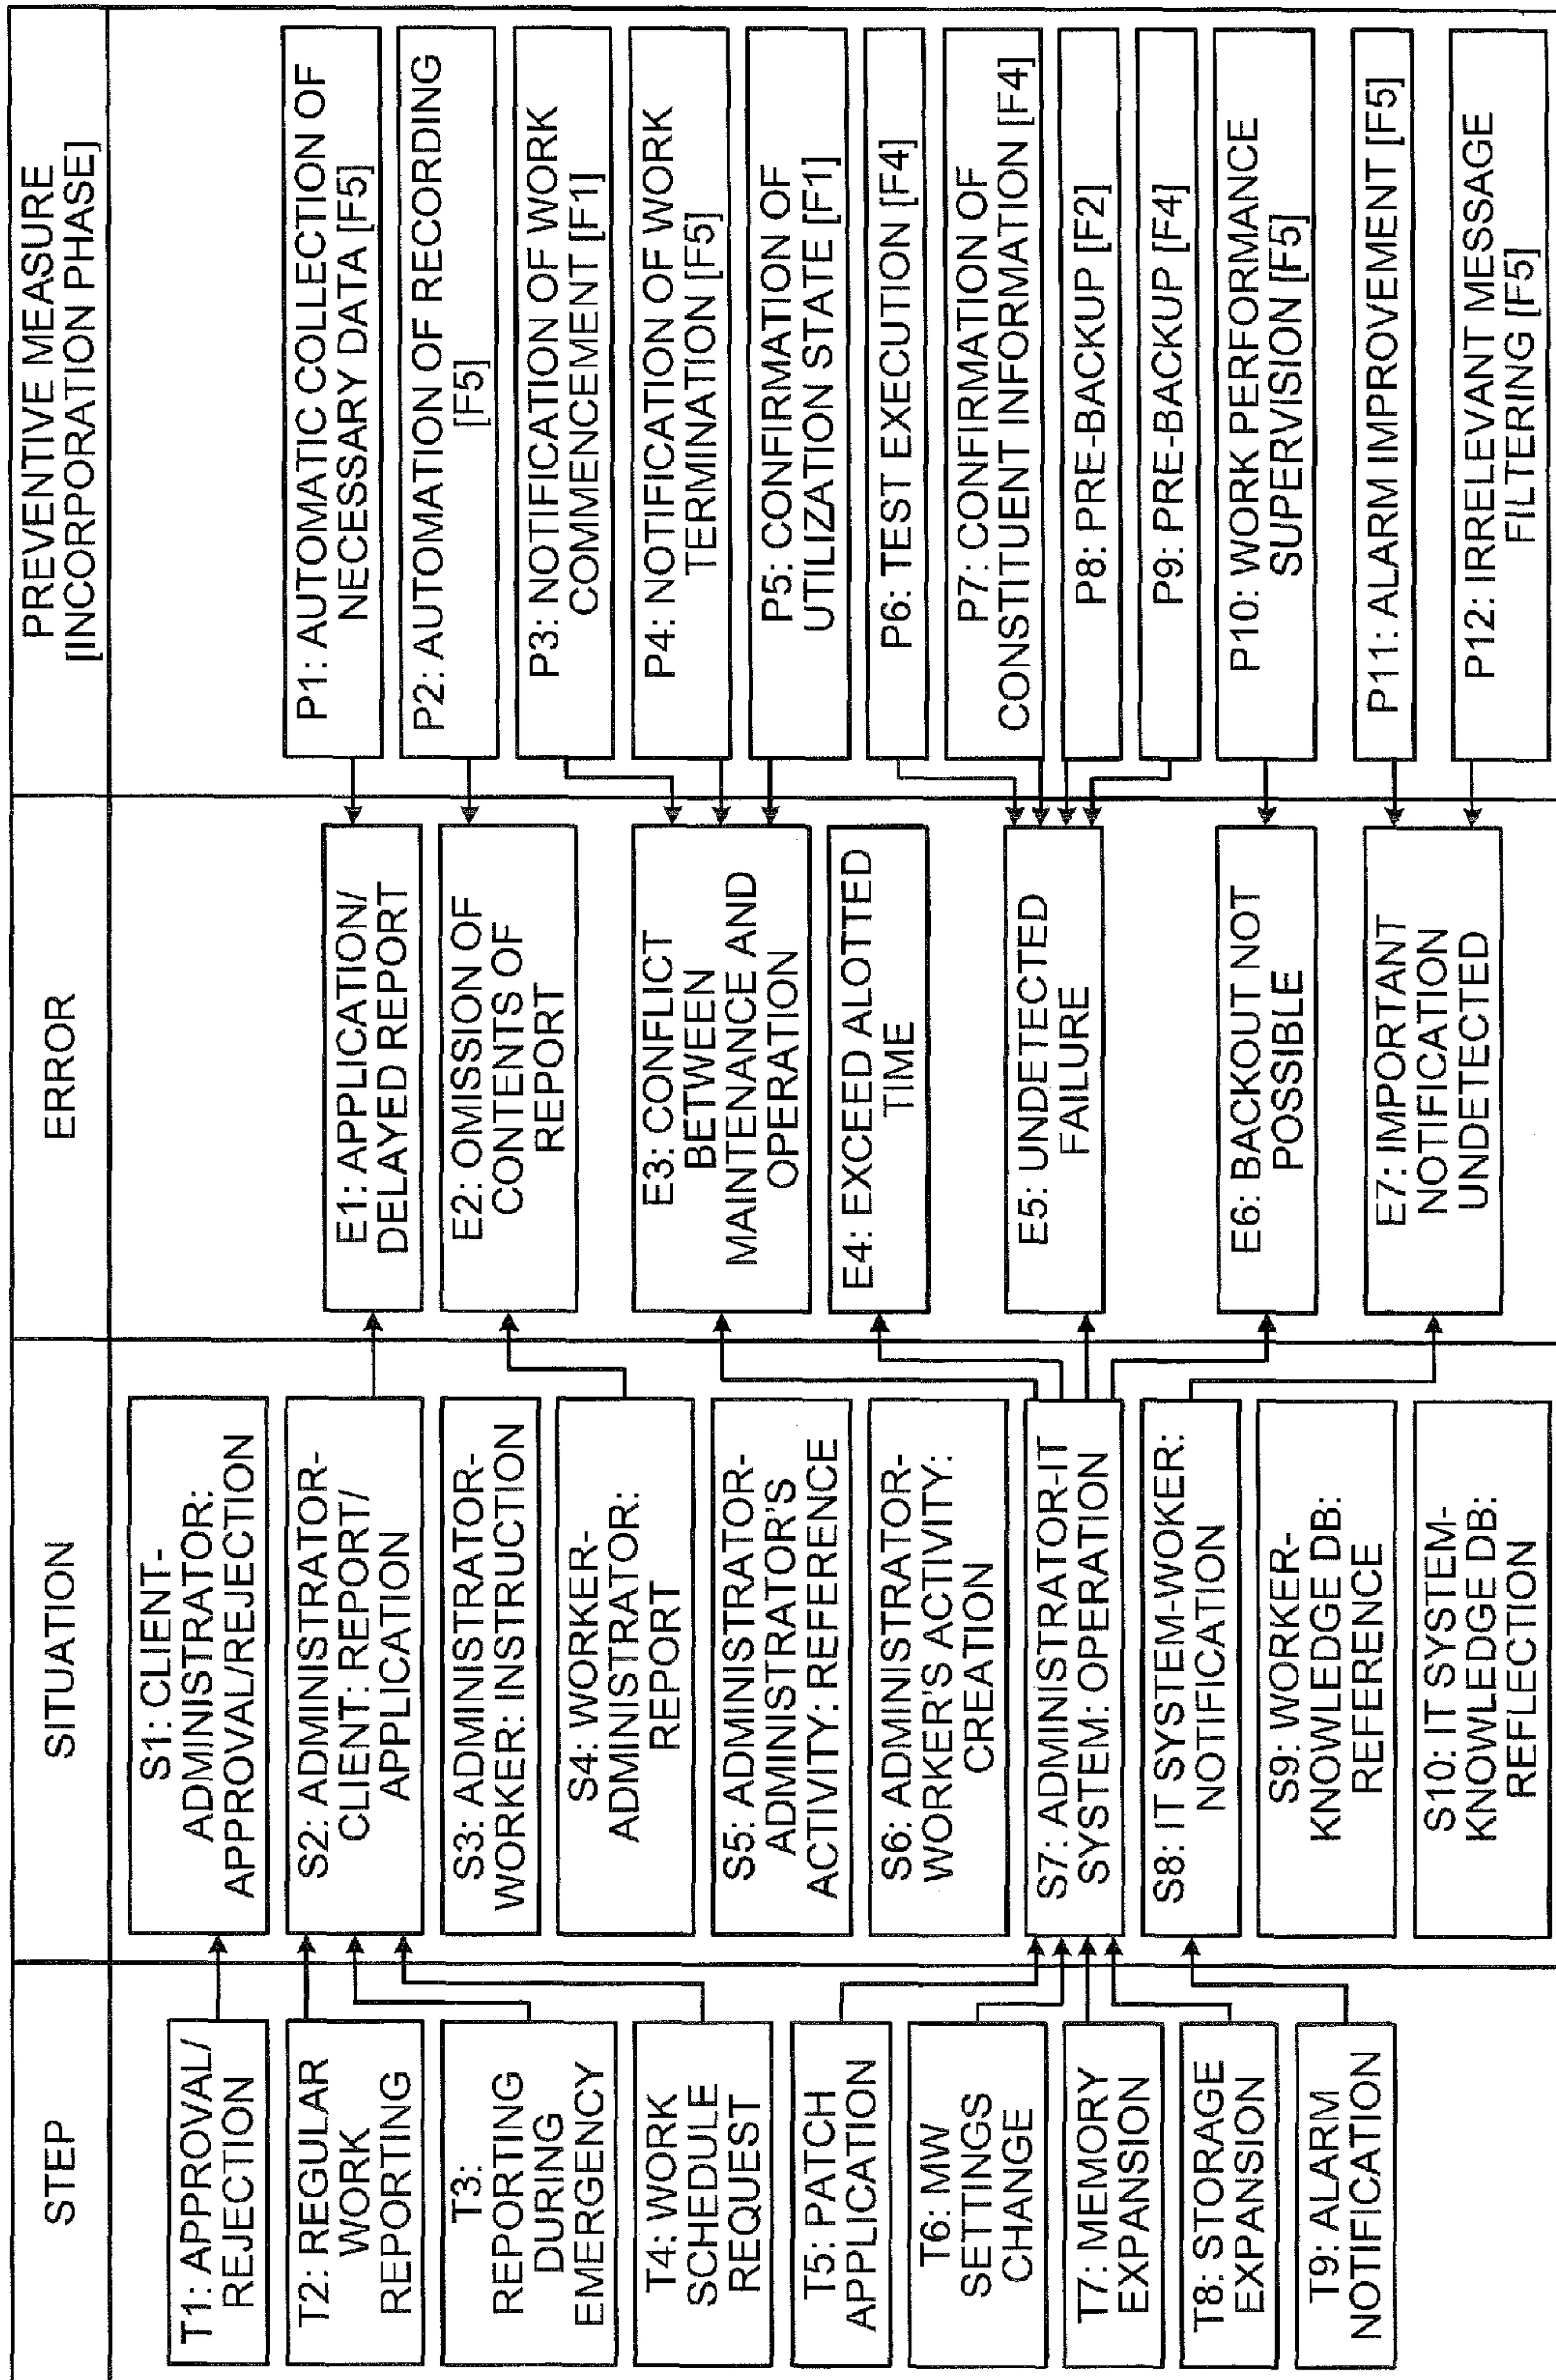 STEP
SITUATION
ERROR
PREVENTIVE MEASURE
[INCORPORATION PHASE]
T1: APPROVAL/
REJECTION
T2: REGULAR
WORK
REPORTING
T3:
REPORTING
DURING
EMERGENCY
T4: WORK
SCHEDULE
REQUEST
T5: PATCH
APPLICATION
T6: MW
SETTINGS
CHANGE
T7: MEMORY
EXPANSION
T8: STORAGE
EXPANSION
T9: ALARM
NOTIFICATION
S1: CLIENT-
ADMINISTRATOR:
APPROVAL/REJECTION
S2: ADMINISTRATOR-
CLIENT: REPORT/
APPLICATION
S3: ADMINISTRATOR-
WORKER: INSTRUCTION
S4: WORKER-
ADMINISTRATOR:
REPORT
S5: ADMINISTRATOR-
ADMINISTRATOR'S
ACTIVITY: REFERENCE
S6: ADMINISTRATOR-
WORKER'S ACTIVITY:
CREATION
S7: ADMINISTRATOR-IT
SYSTEM: OPERATION
S8: IT SYSTEM-WOKER:
NOTIFICATION
S9: WORKER-
KNOWLEDGE DB:
REFERENCE
S10: IT SYSTEM-
KNOWLEDGE DB:
REFLECTION
E1: APPLICATION/
DELAYED REPORT
E2: OMISSION OF
CONTENTS OF
REPORT
E3: CONFLICT
BETWEEN
MAINTENANCE AND
OPERATION
E4: EXCEED ALOTTED
TIME
E5: UNDETECTED
FAILURE
E6: BACKOUT NOT
POSSIBLE
E7: IMPORTANT
NOTIFICATION
UNDETECTED
P1: AUTOMATIC COLLECTION OF
NECESSARY DATA [F5]
P2: AUTOMATION OF RECORDING
[F5]
P3: NOTIFICATION OF WORK
COMMENCEMENT [F1]
P4: NOTIFICATION OF WORK
TERMINATION [F5]
P5: CONFIRMATION OF
UTILIZATION STATE [F1]
P6: TEST EXECUTION [F4]
P7: CONFIRMATION OF
CONSTITUENT INFORMATION [F4]
P8: PRE-BACKUP [F2]
P9: PRE-BACKUP [F4]
P10: WORK PERFORMANCE
SUPERVISION [F5]
P11: ALARM IMPROVEMENT [F5]
P12: IRRELEVANT MESSAGE
FILTERING [F5]